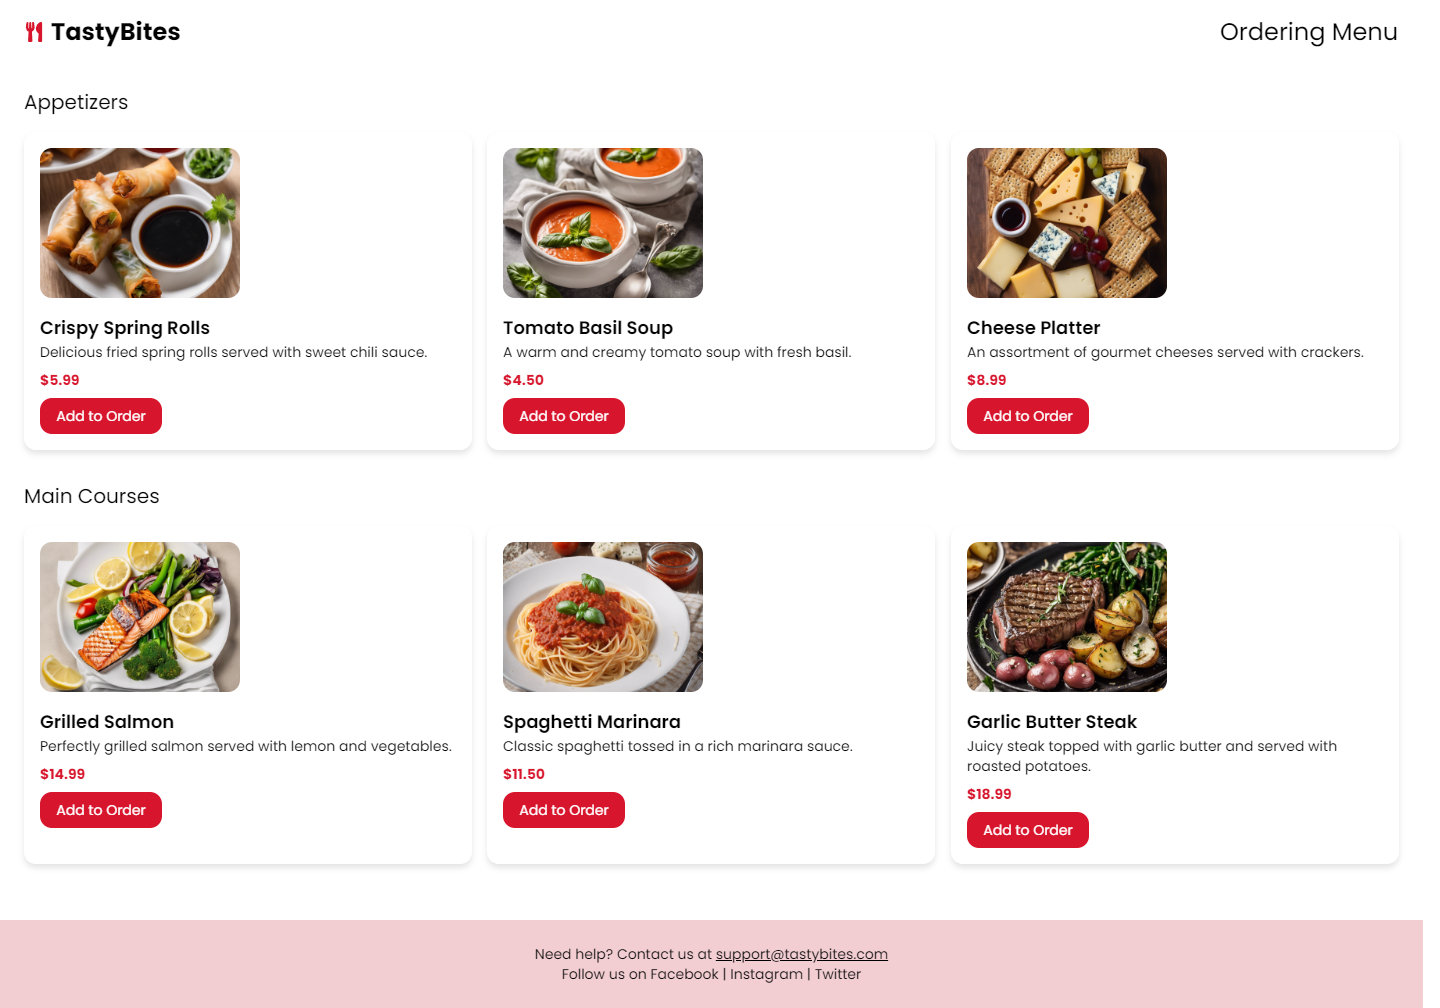 TastyBites
Ordering Menu
Appetizers
Crispy Spring Rolls
Delicious fried spring rolls served with sweet chili sauce.
$5.99
Add to Order
Tomato Basil Soup
A warm and creamy tomato soup with fresh basil.
$4.50
Add to Order
Cheese Platter
An assortment of gourmet cheeses served with crackers.
$8.99
Add to Order
Main Courses
Grilled Salmon
Perfectly grilled salmon served with lemon and vegetables.
$14.99
Add to Order
Spaghetti Marinara
Classic spaghetti tossed in a rich marinara sauce.
$11.50
Add to Order
Garlic Butter Steak
Juicy steak topped with garlic butter and served with
roasted potatoes.
$18.99
Add to Order
Need help? Contact us at support@tastybites.com
Follow us on Facebook | Instagram | Twitter